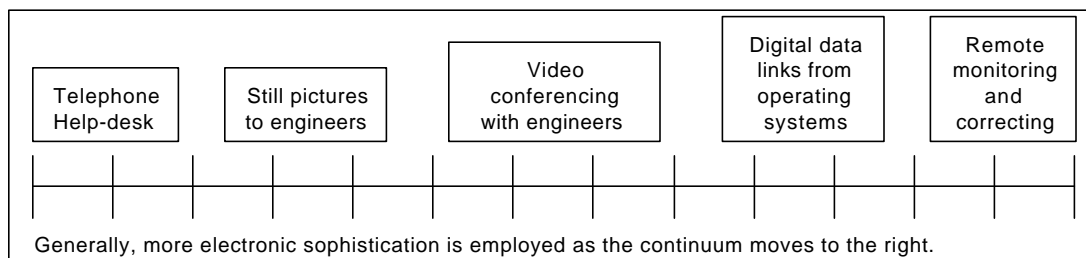 Telephone
Help-desk
Still pictures
to engineers
Video
conferencing
with engineers
Digital data
links from
operating
systems
Remote
monitoring
and
correcting
Generally, more electronic sophistication is employed as the continuum moves to the right.